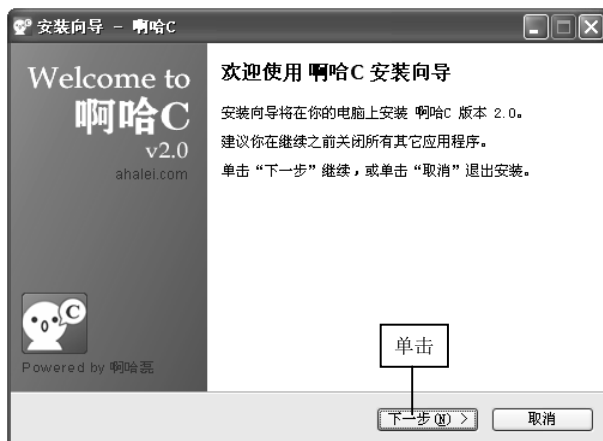 安装向导 – 啊哈C
Welcome to
啊哈C
v2.0
ahalei.com
欢迎使用 啊哈C 安装向导
安装向导将在你的电脑上安装 啊哈C 版本 2.0。
建议你在继续之前关闭所有其它应用程序。
单击“下一步”继续，或单击“取消”退出安装。
C
Powered by 啊哈磊
单击
下一步(N) >
取消